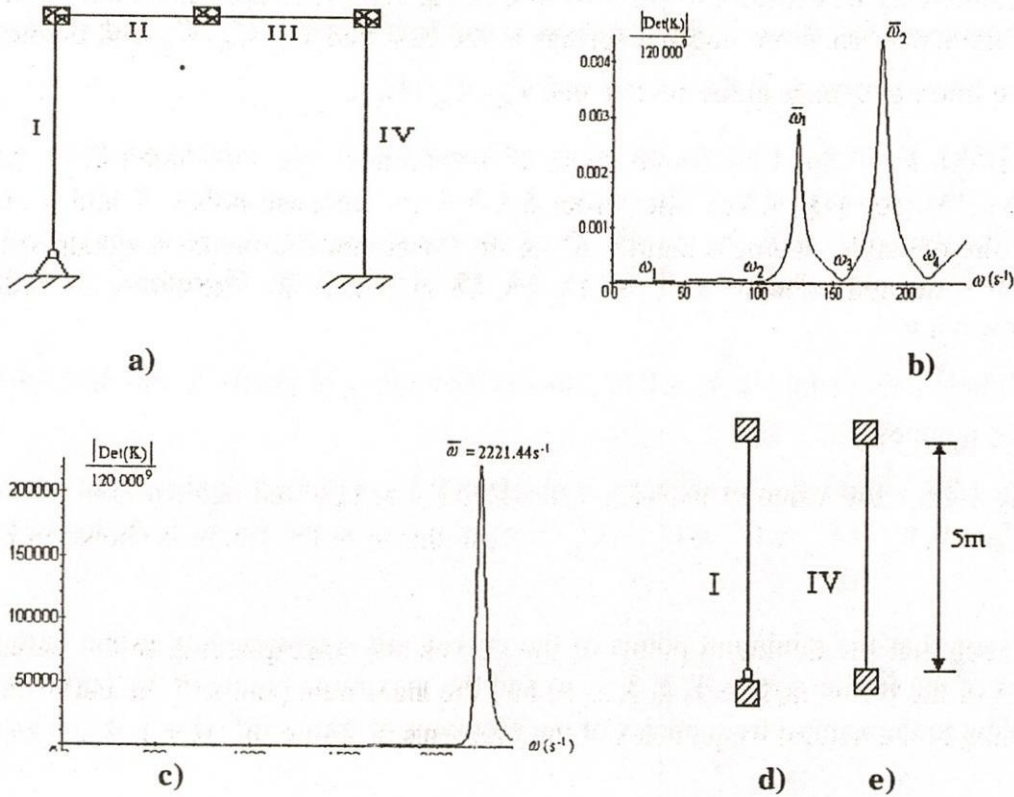 II
III
I
IV
a)
|Det(K)|
120 000⁹
0.004
0.003
0.002
0.001
0
50
100
150
200
ω̅₁
ω̅₂
ω₁
ω₂
ω₃
ω₄
ω (s⁻¹)
b)
|Det(K)|
120 000⁹
200000
150000
100000
50000
ω̅ = 2221.44s⁻¹
ω (s⁻¹)
c)
I
IV
5m
d)
e)